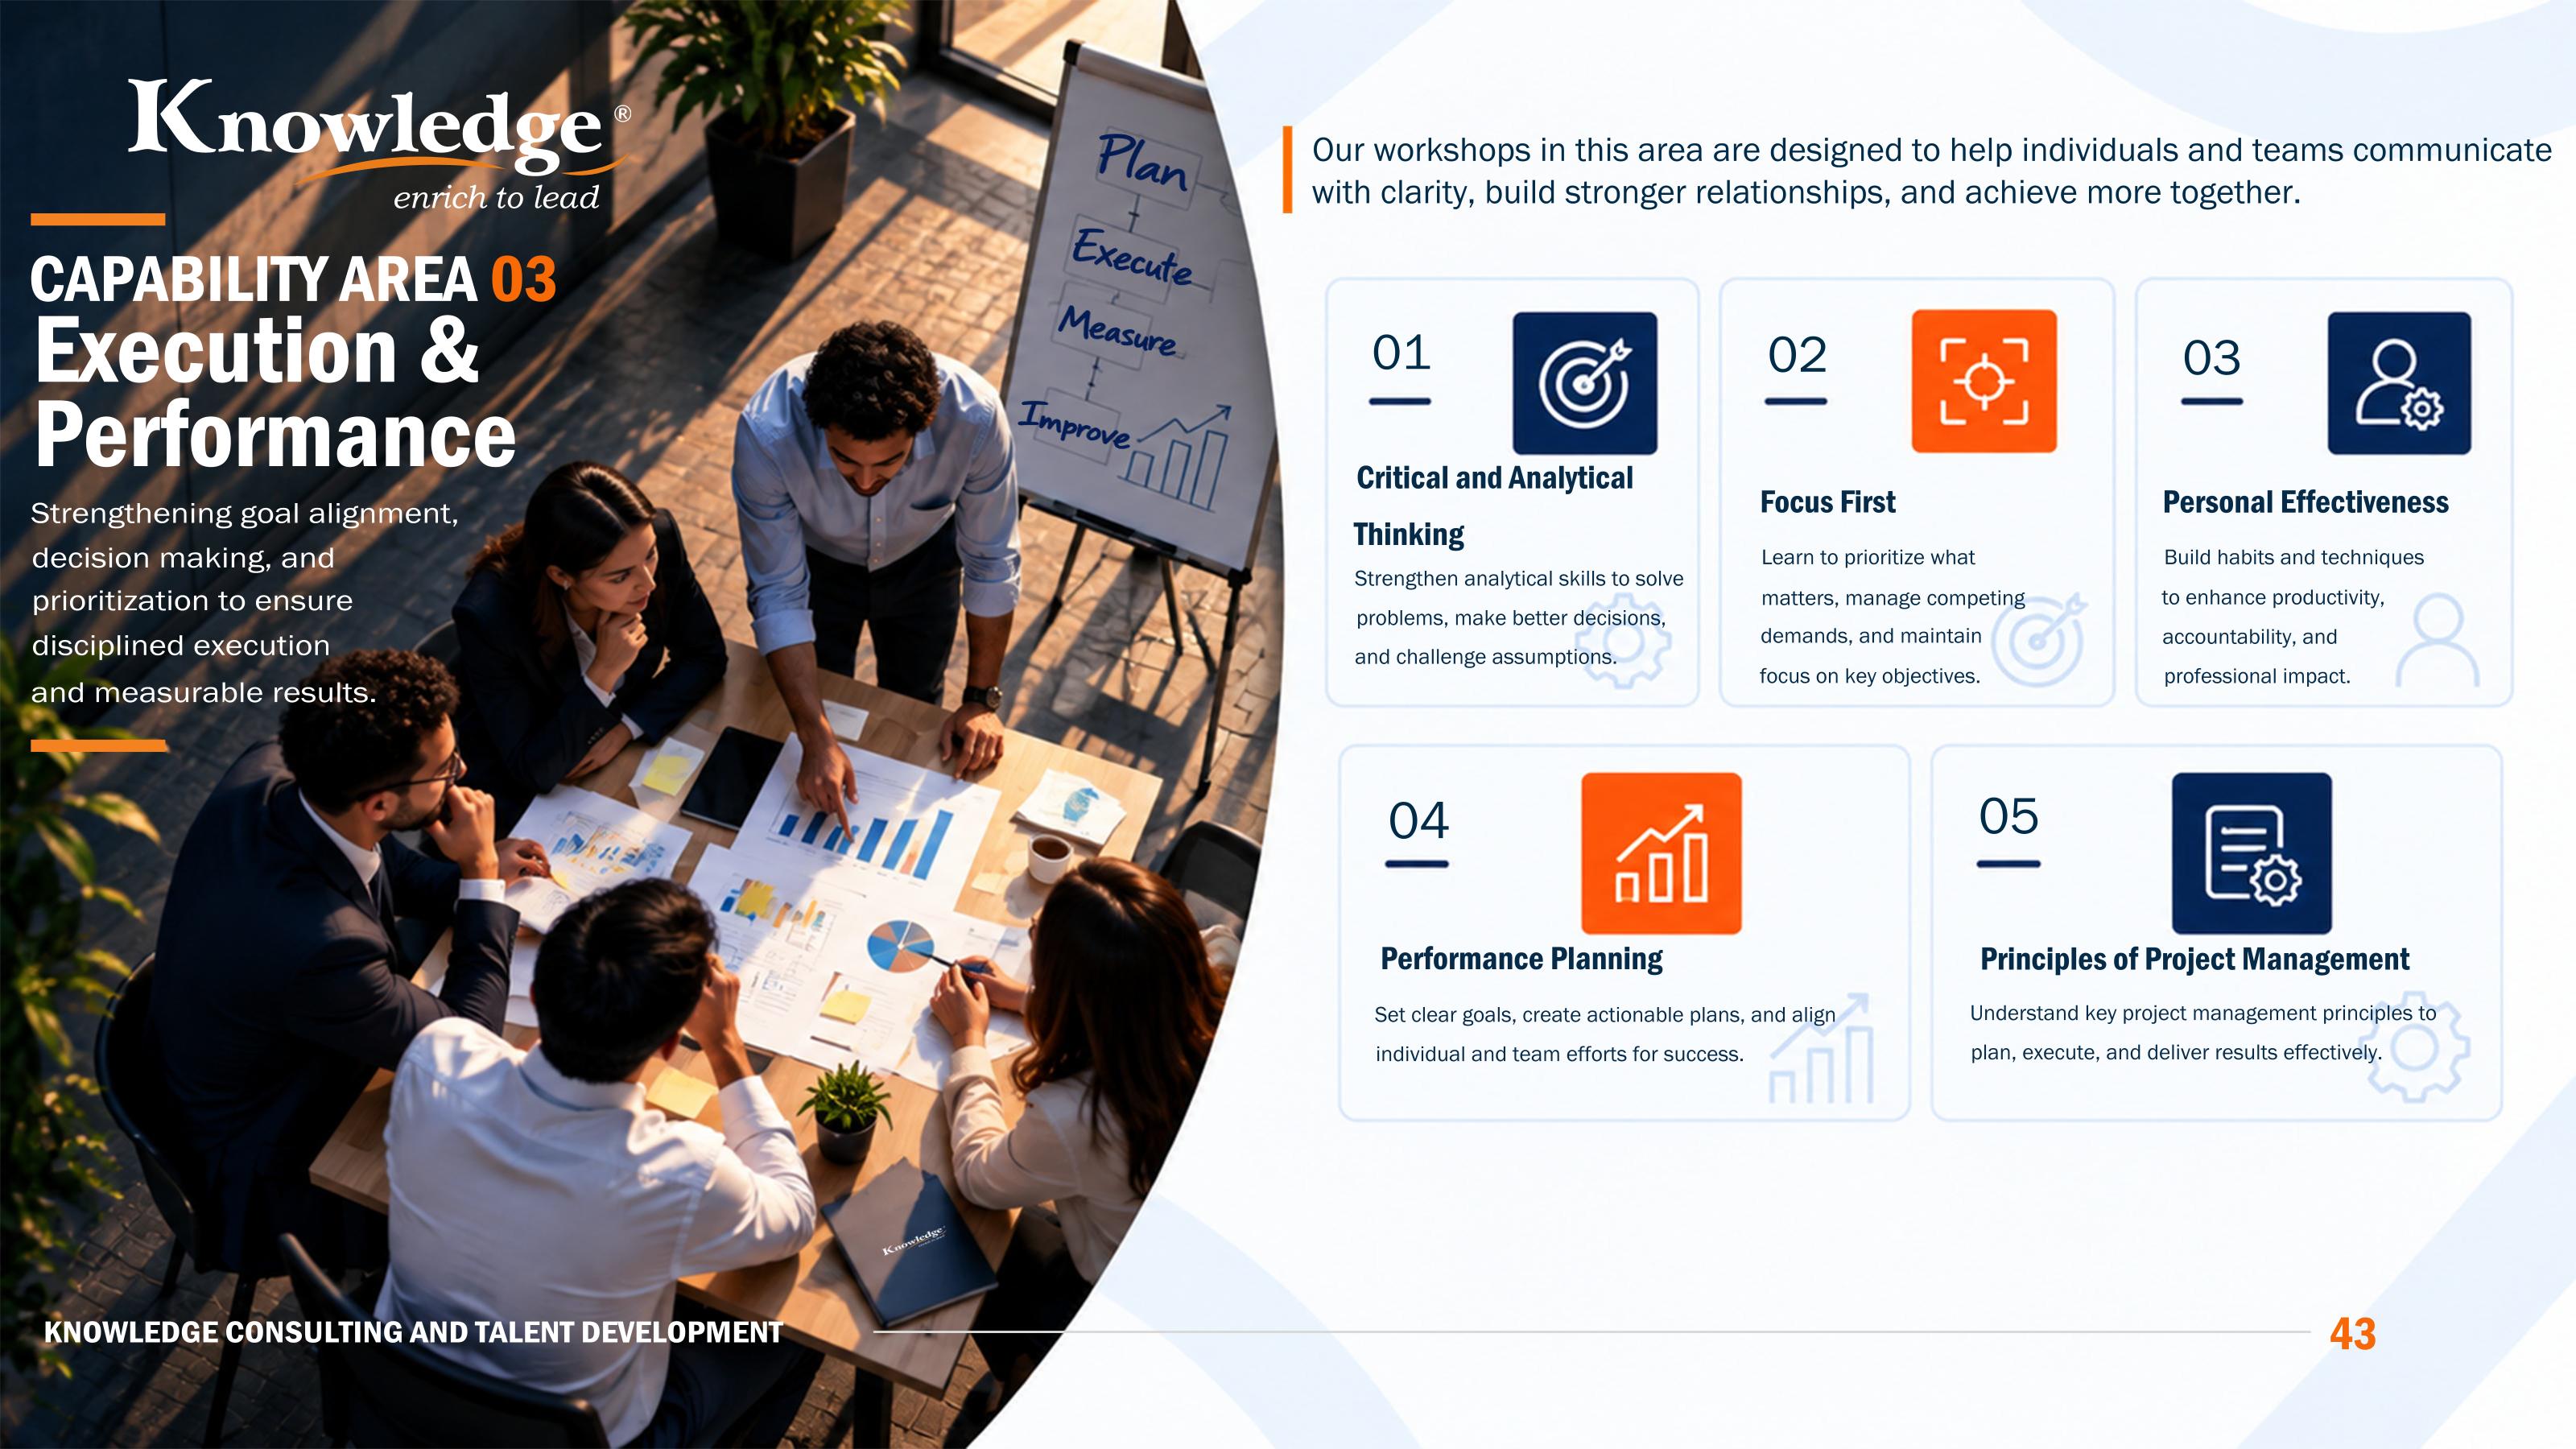 Knowledge®
enrich to lead
CAPABILITY AREA 03
Execution &
Performance
Strengthening goal alignment,
decision making, and
prioritization to ensure
disciplined execution
and measurable results.
Plan
Execute
Measure
Improve
Knowledge
KNOWLEDGE CONSULTING AND TALENT DEVELOPMENT
Our workshops in this area are designed to help individuals and teams communicate
with clarity, build stronger relationships, and achieve more together.
01
Critical and Analytical
Thinking
Strengthen analytical skills to solve
problems, make better decisions,
and challenge assumptions.
02
Focus First
Learn to prioritize what
matters, manage competing
demands, and maintain
focus on key objectives.
03
Personal Effectiveness
Build habits and techniques
to enhance productivity,
accountability, and
professional impact.
04
Performance Planning
Set clear goals, create actionable plans, and align
individual and team efforts for success.
05
Principles of Project Management
Understand key project management principles to
plan, execute, and deliver results effectively.
43